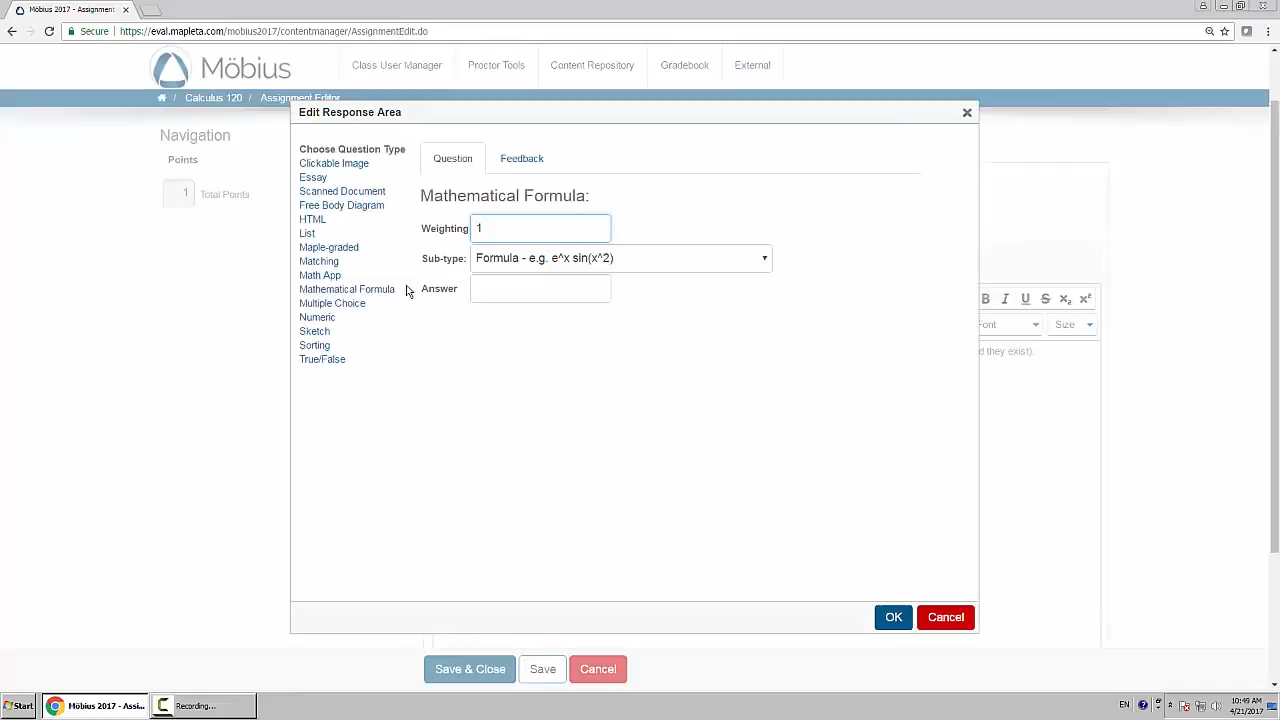 Möbius 2017 - Assignment
Secure https://eval.mapleta.com/mobius2017/contentmanager/AssignmentEdit.do
Möbius
Class User Manager Proctor Tools Content Repository Gradebook External
/ Calculus 120 / Assignment Editor
Navigation
Points
1 Total Points
Edit Response Area
Choose Question Type
Clickable Image
Essay
Scanned Document
Free Body Diagram
HTML
List
Maple-graded
Matching
Math App
Mathematical Formula
Multiple Choice
Numeric
Sketch
Sorting
True/False
Question Feedback
Mathematical Formula:
Weighting 1
Sub-type: Formula - e.g. e^x sin(x^2)
Answer
B I U S x₂ x²
Font Size
d they exist).
OK Cancel
Save & Close Save Cancel
Start Möbius 2017 - Assi... Recording... EN 10:49 AM
4/21/2017